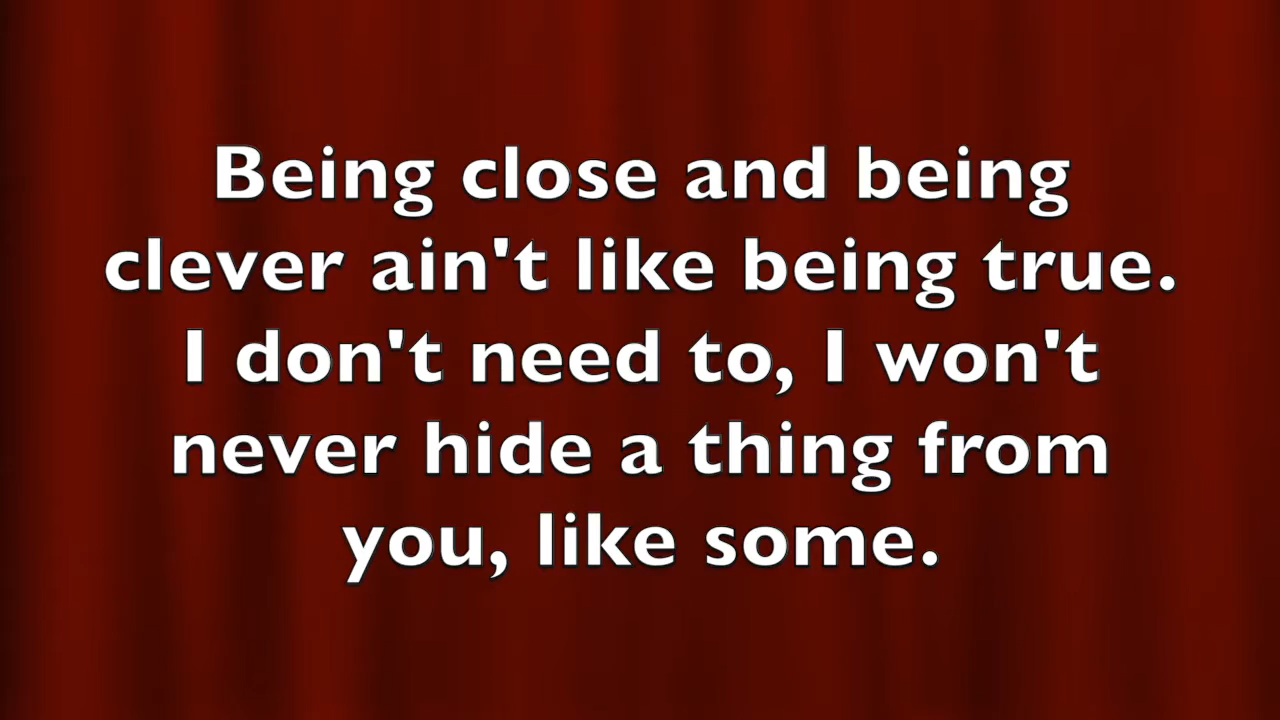 Being close and being
clever ain't like being true.
I don't need to, I won't
never hide a thing from
you, like some.